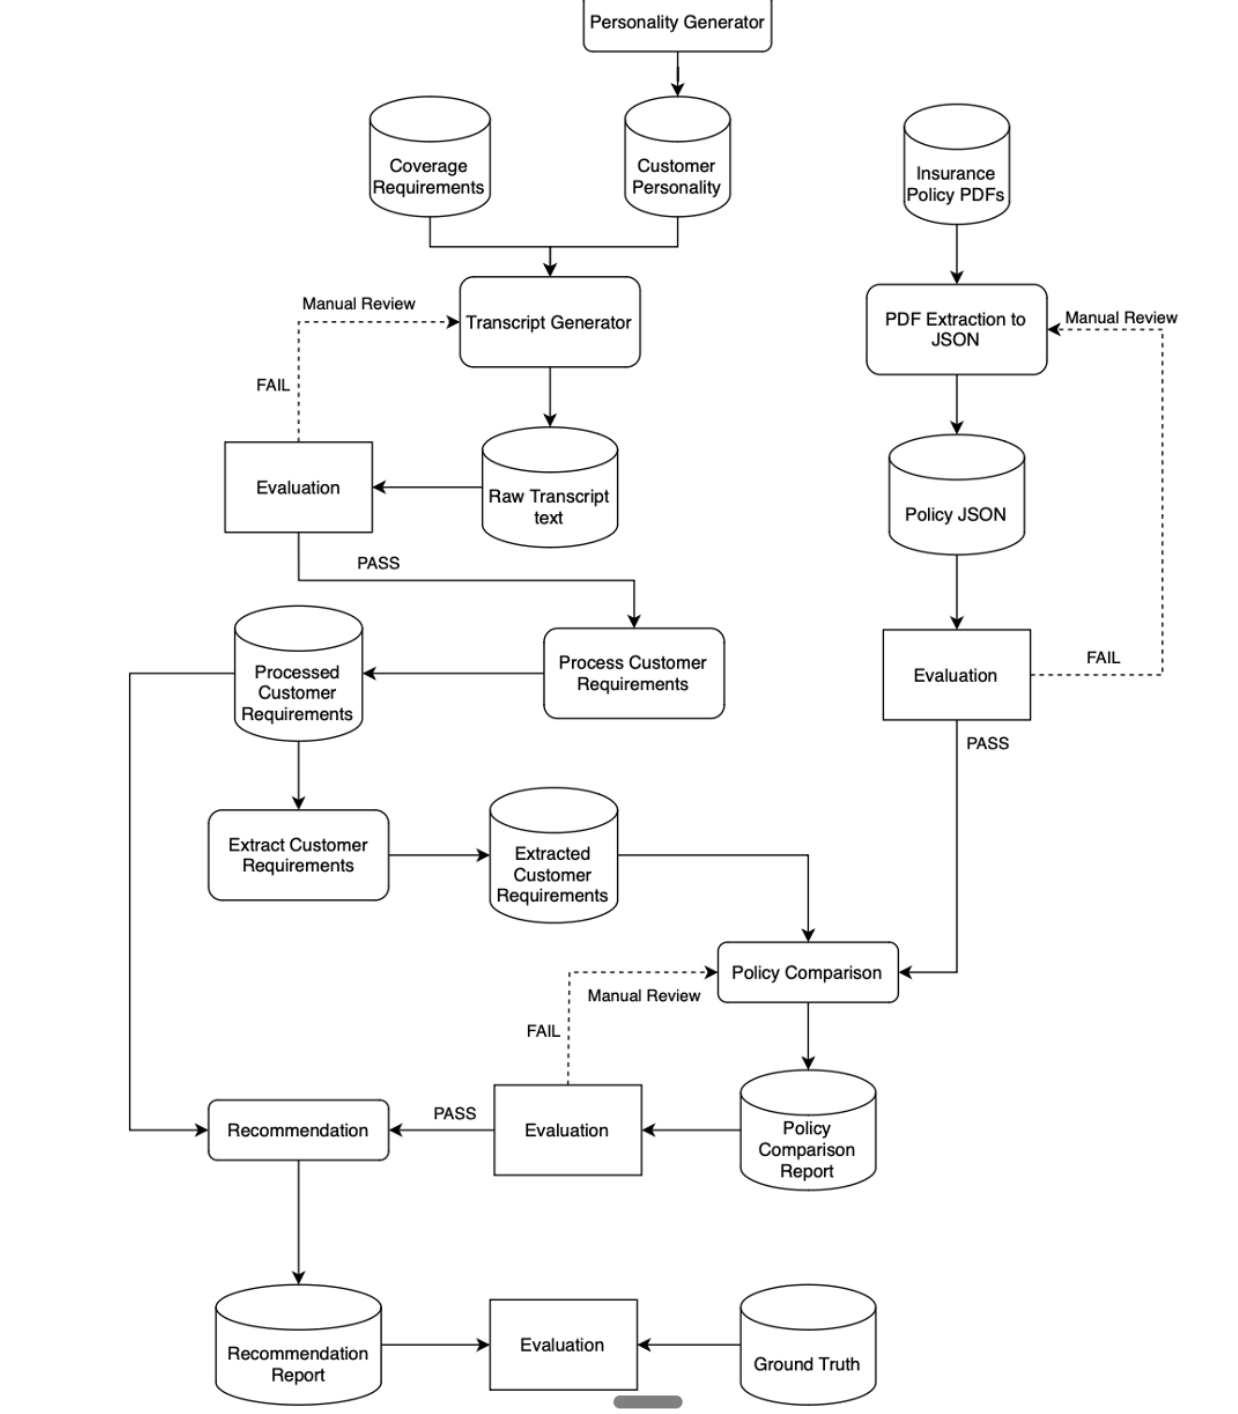 Personality Generator
Coverage
Requirements
Customer
Personality
Insurance
Policy PDFs
Manual Review
Transcript Generator
PDF Extraction to
JSON
Manual Review
FAIL
Evaluation
Raw Transcript
text
Policy JSON
PASS
Processed
Customer
Requirements
Process Customer
Requirements
Evaluation
FAIL
PASS
Extract Customer
Requirements
Extracted
Customer
Requirements
Policy Comparison
Manual Review
FAIL
Recommendation
PASS
Evaluation
Policy
Comparison
Report
Recommendation
Report
Evaluation
Ground Truth